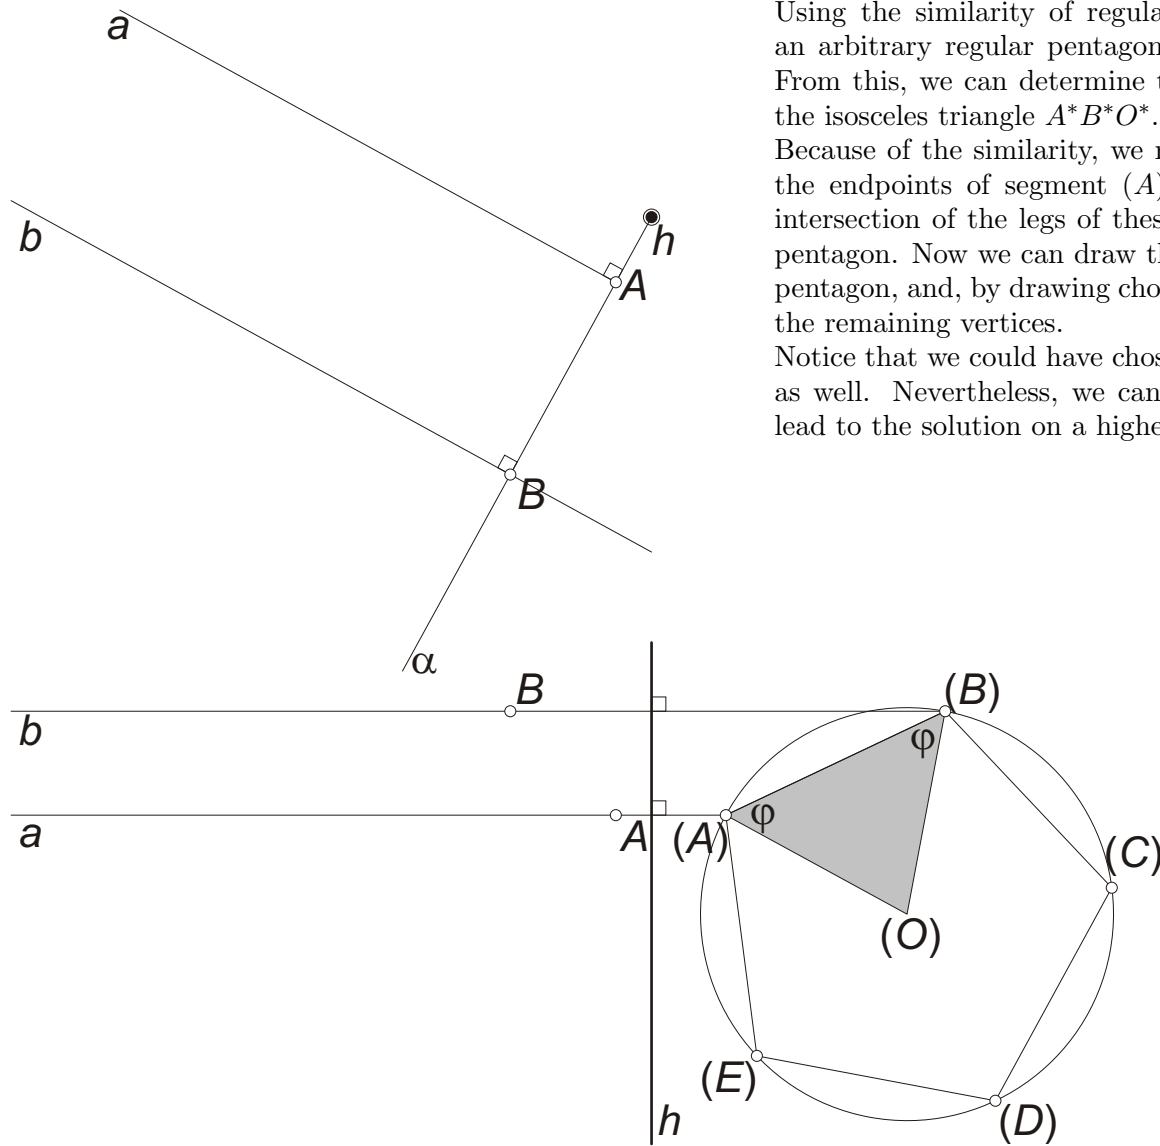 Using the similarity of regula
an arbitrary regular pentagon
From this, we can determine t
the isosceles triangle A*B*O*.
Because of the similarity, we
the endpoints of segment (A)
intersection of the legs of thes
pentagon. Now we can draw th
pentagon, and, by drawing cho
the remaining vertices.
Notice that we could have chos
as well. Nevertheless, we can
lead to the solution on a highe
a
b
h
A
B
α
B
(B)
b
φ
a
A
(A)
φ
(C)
(O)
(E)
(D)
h